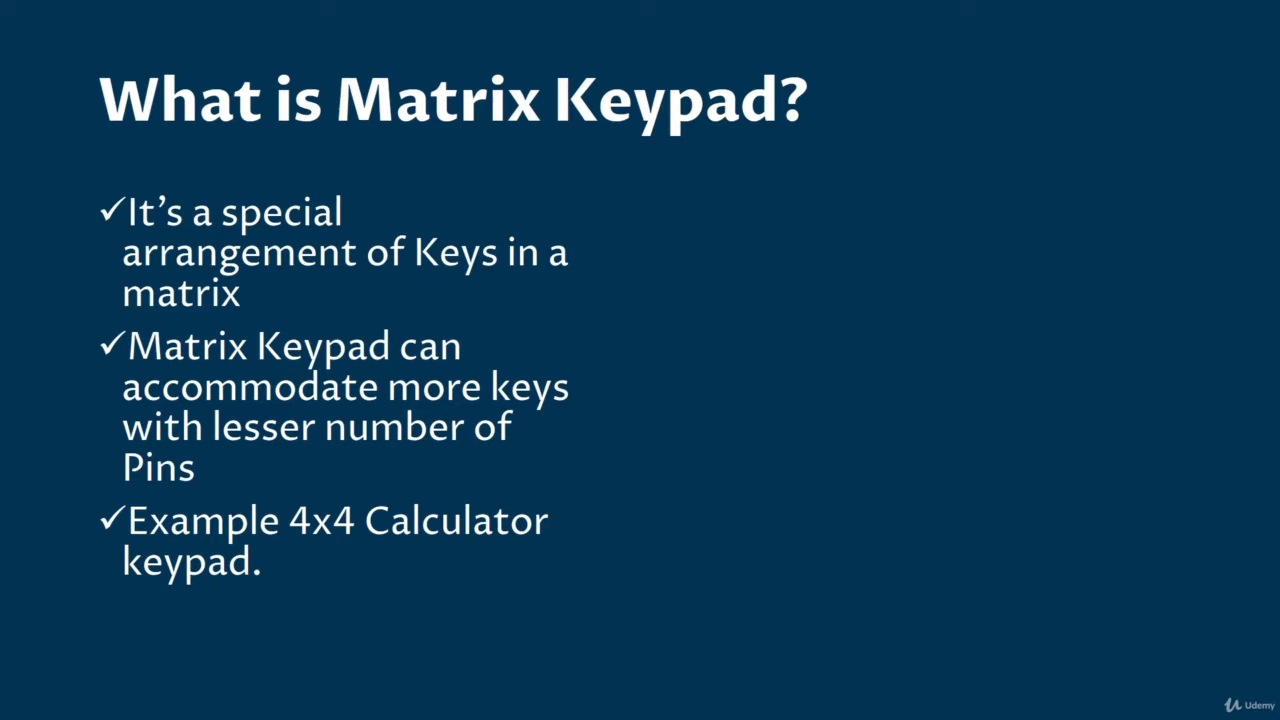 What is Matrix Keypad?
✓It’s a special
arrangement of Keys in a
matrix
✓Matrix Keypad can
accommodate more keys
with lesser number of
Pins
✓Example 4x4 Calculator
keypad.
Udemy